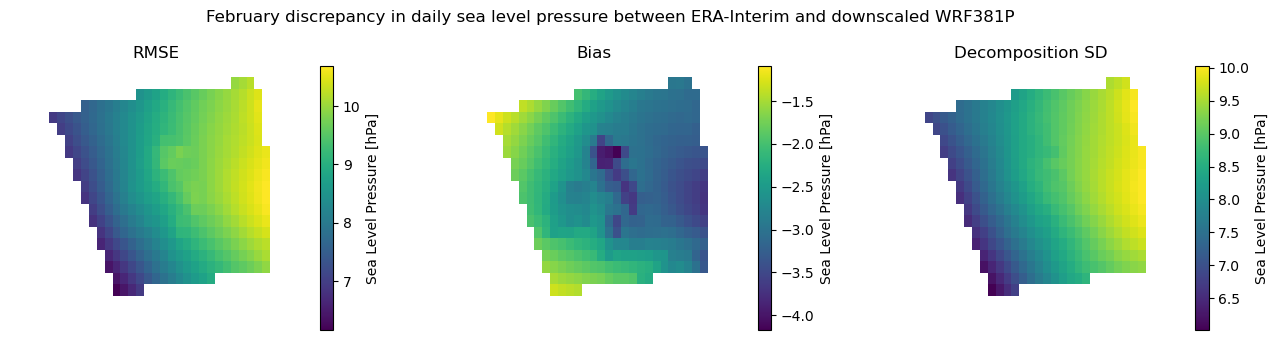 February discrepancy in daily sea level pressure between ERA-Interim and downscaled WRF381P
RMSE
10
9
8
7
Sea Level Pressure [hPa]
Bias
−1.5
−2.0
−2.5
−3.0
−3.5
−4.0
Sea Level Pressure [hPa]
Decomposition SD
10.0
9.5
9.0
8.5
8.0
7.5
7.0
6.5
Sea Level Pressure [hPa]